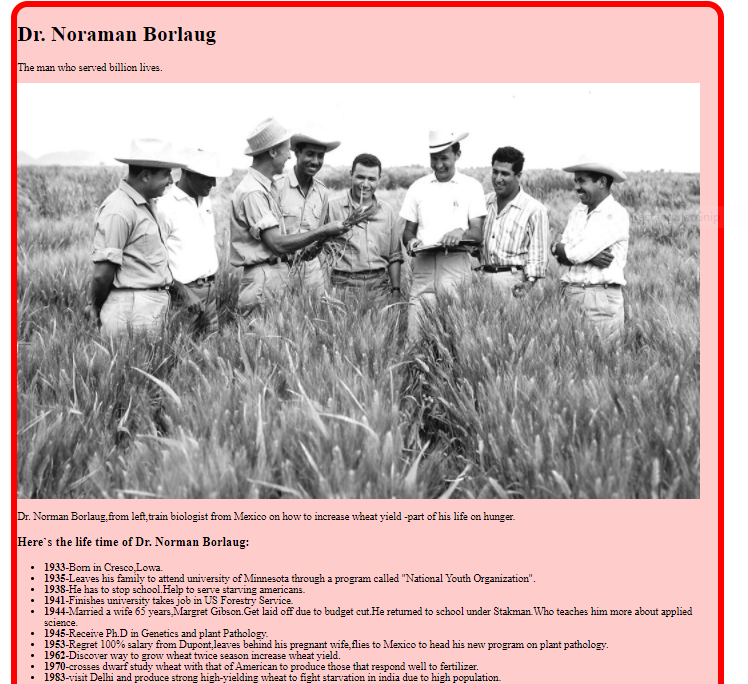 Dr. Noraman Borlaug
The man who served billion lives.
Dr. Norman Borlaug,from left,train biologist from Mexico on how to increase wheat yield -part of his life on hunger.
Here`s the life time of Dr. Norman Borlaug:
1933-Born in Cresco,Lowa.
1935-Leaves his family to attend university of Minnesota through a program called "National Youth Organization".
1938-He has to stop school.Help to serve starving americans.
1941-Finishes university takes job in US Forestry Service.
1944-Married a wife 65 years,Margret Gibson.Get laid off due to budget cut.He returned to school under Stakman.Who teaches him more about applied
science.
1945-Receive Ph.D in Genetics and plant Pathology.
1953-Regret 100% salary from Dupont,leaves behind his pregnant wife,flies to Mexico to head his new program on plant pathology.
1962-Discover way to grow wheat twice season increase wheat yield.
1970-crosses dwarf study wheat with that of American to produce those that respond well to fertilizer.
1983-visit Delhi and produce strong high-yielding wheat to fight starvation in india due to high population.